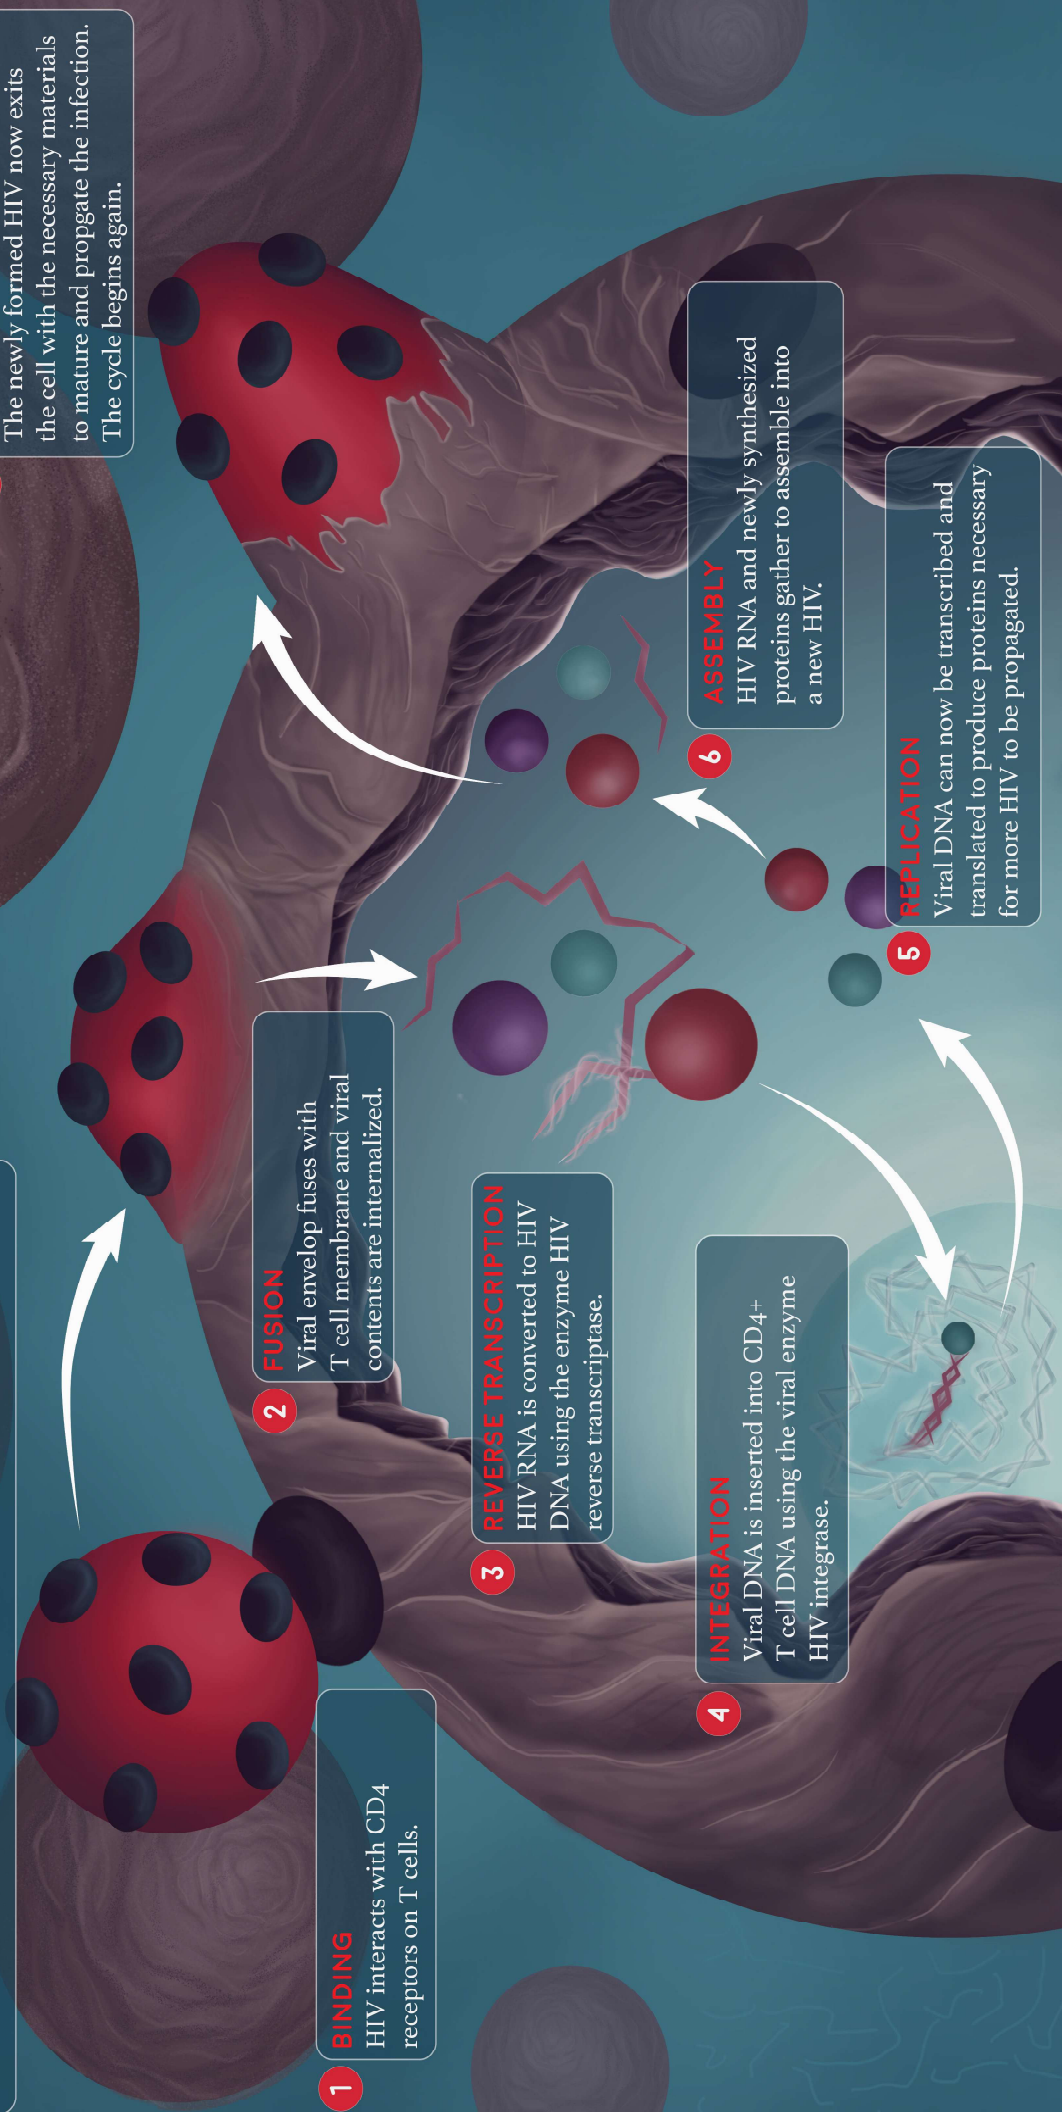 1
BINDING
HIV interacts with CD4
receptors on T cells.
2
FUSION
Viral envelop fuses with
T cell membrane and viral
contents are internalized.
3
REVERSE TRANSCRIPTION
HIV RNA is converted to HIV
DNA using the enzyme HIV
reverse transcriptase.
4
INTEGRATION
Viral DNA is inserted into CD4+
T cell DNA using the viral enzyme
HIV integrase.
5
REPLICATION
Viral DNA can now be transcribed and
translated to produce proteins necessary
for more HIV to be propagated.
6
ASSEMBLY
HIV RNA and newly synthesized
proteins gather to assemble into
a new HIV.
The newly formed HIV now exits
the cell with the necessary materials
to mature and propgate the infection.
The cycle begins again.